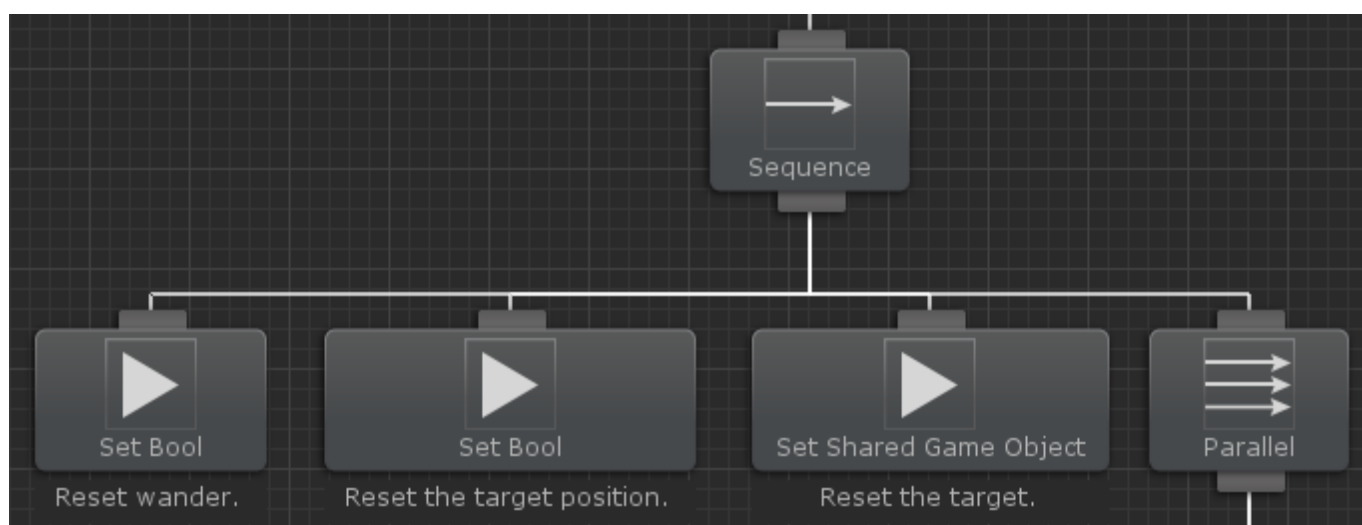 Sequence
Set Bool
Set Bool
Set Shared Game Object
Parallel
Reset wander.
Reset the target position.
Reset the target.